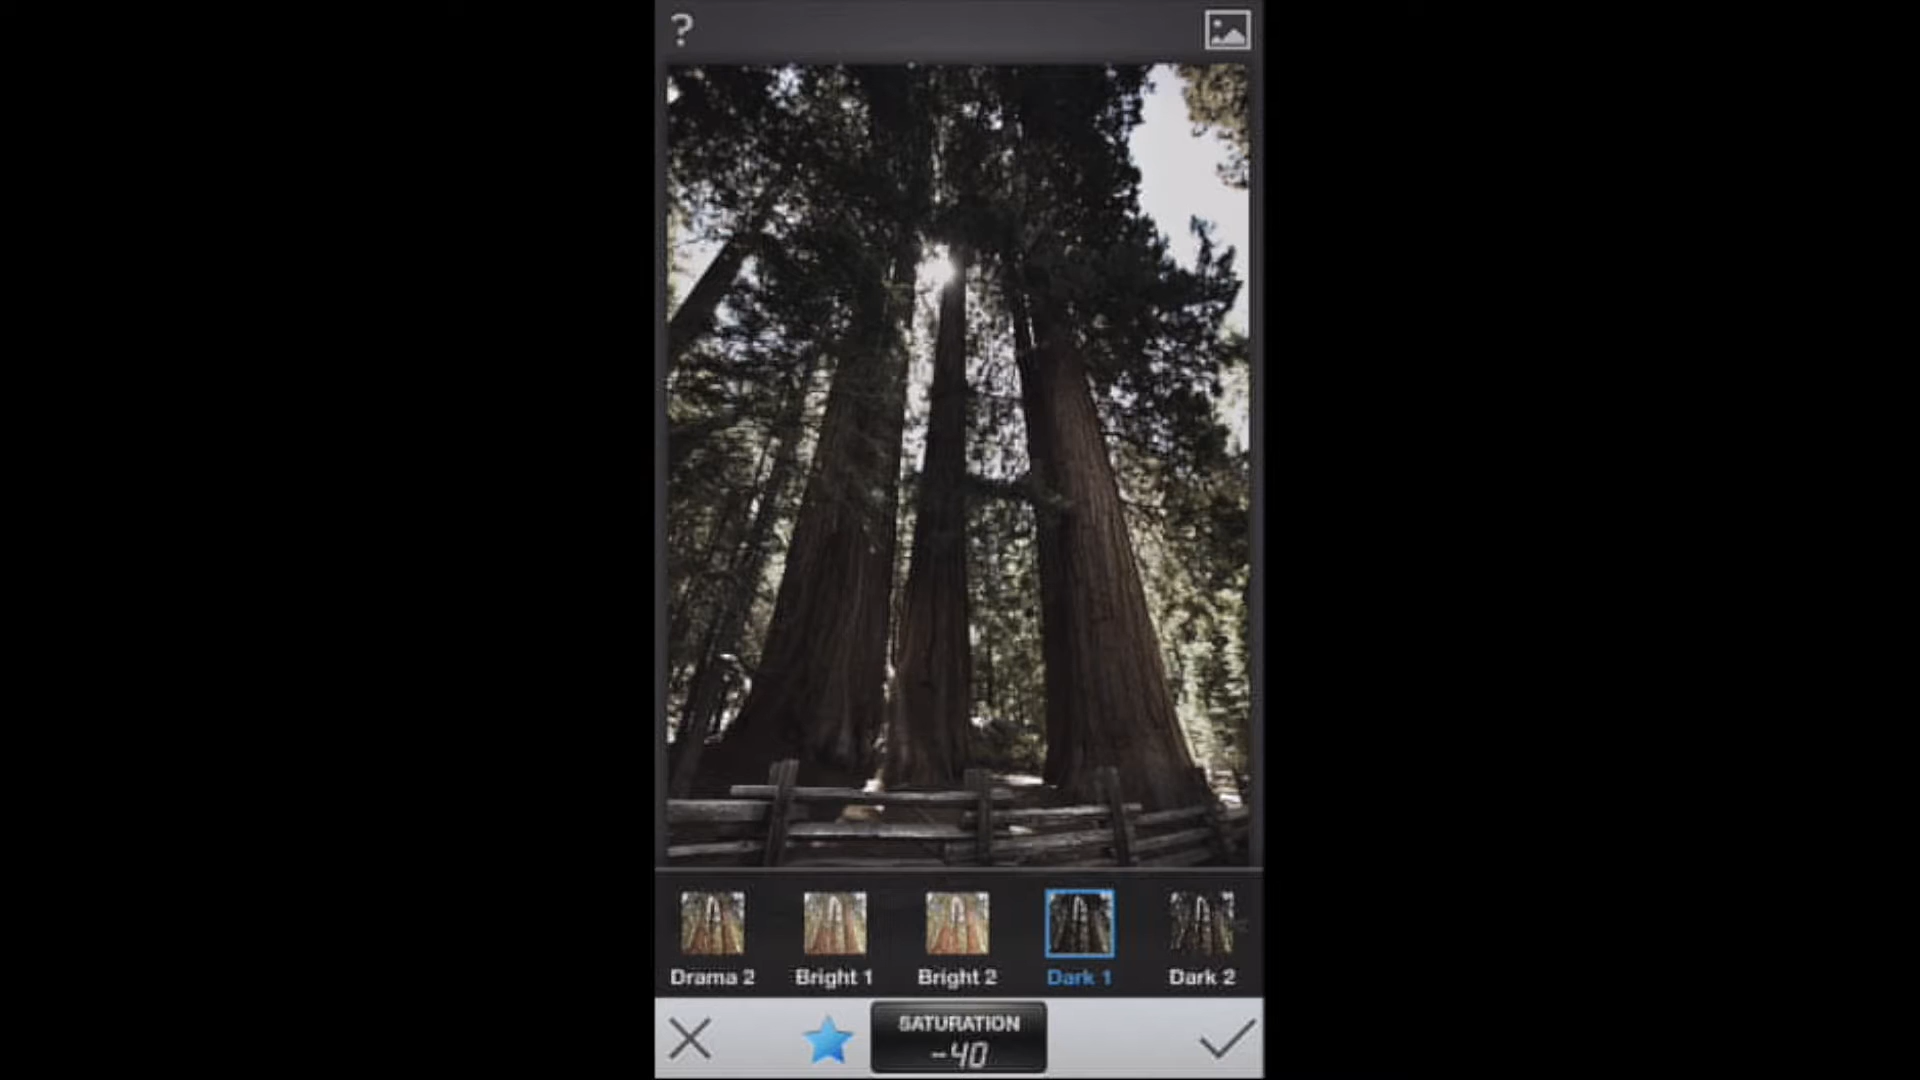 ?
Drama 2
Bright 1
Bright 2
Dark 1
Dark 2
SATURATION
-40